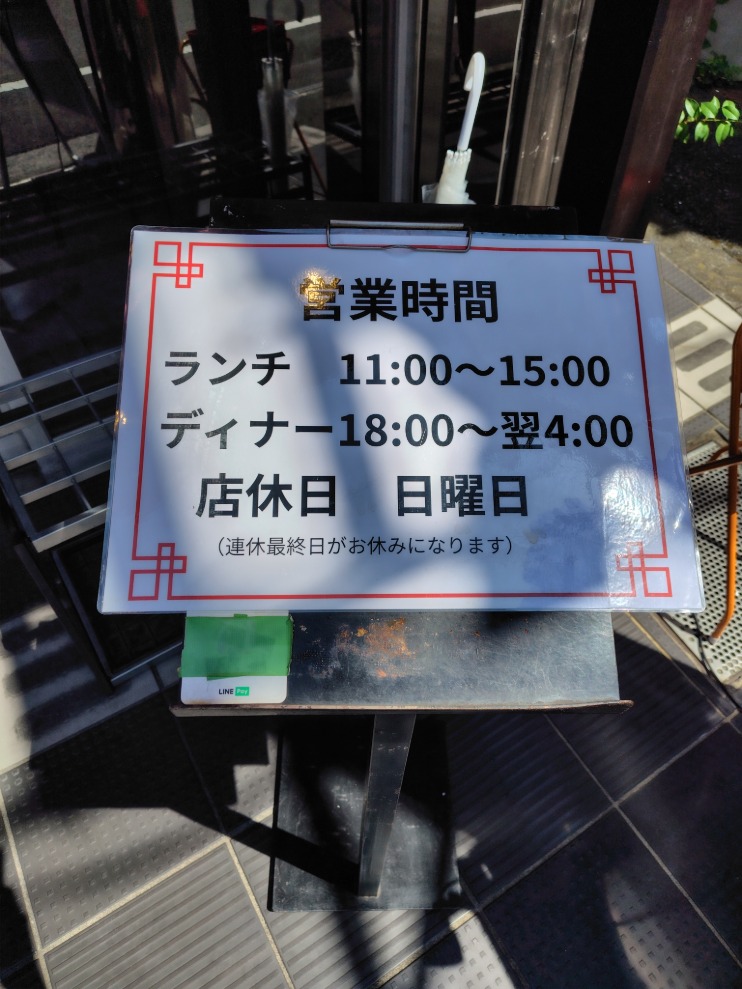 営業時間
ランチ　11:00～15:00
ディナー18:00～翌4:00
店休日　日曜日
（連休最終日がお休みになります）
LINE Pay